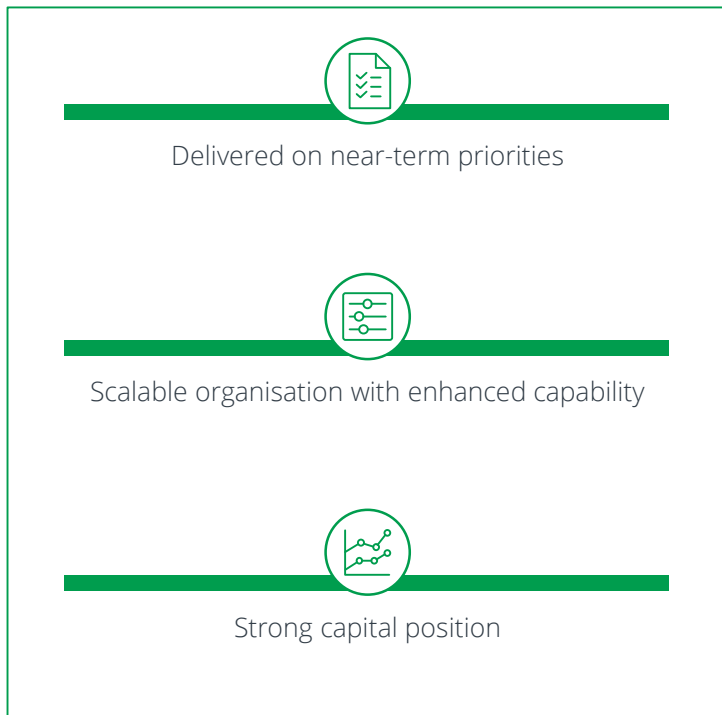 Delivered on near-term priorities
Scalable organisation with enhanced capability
Strong capital position